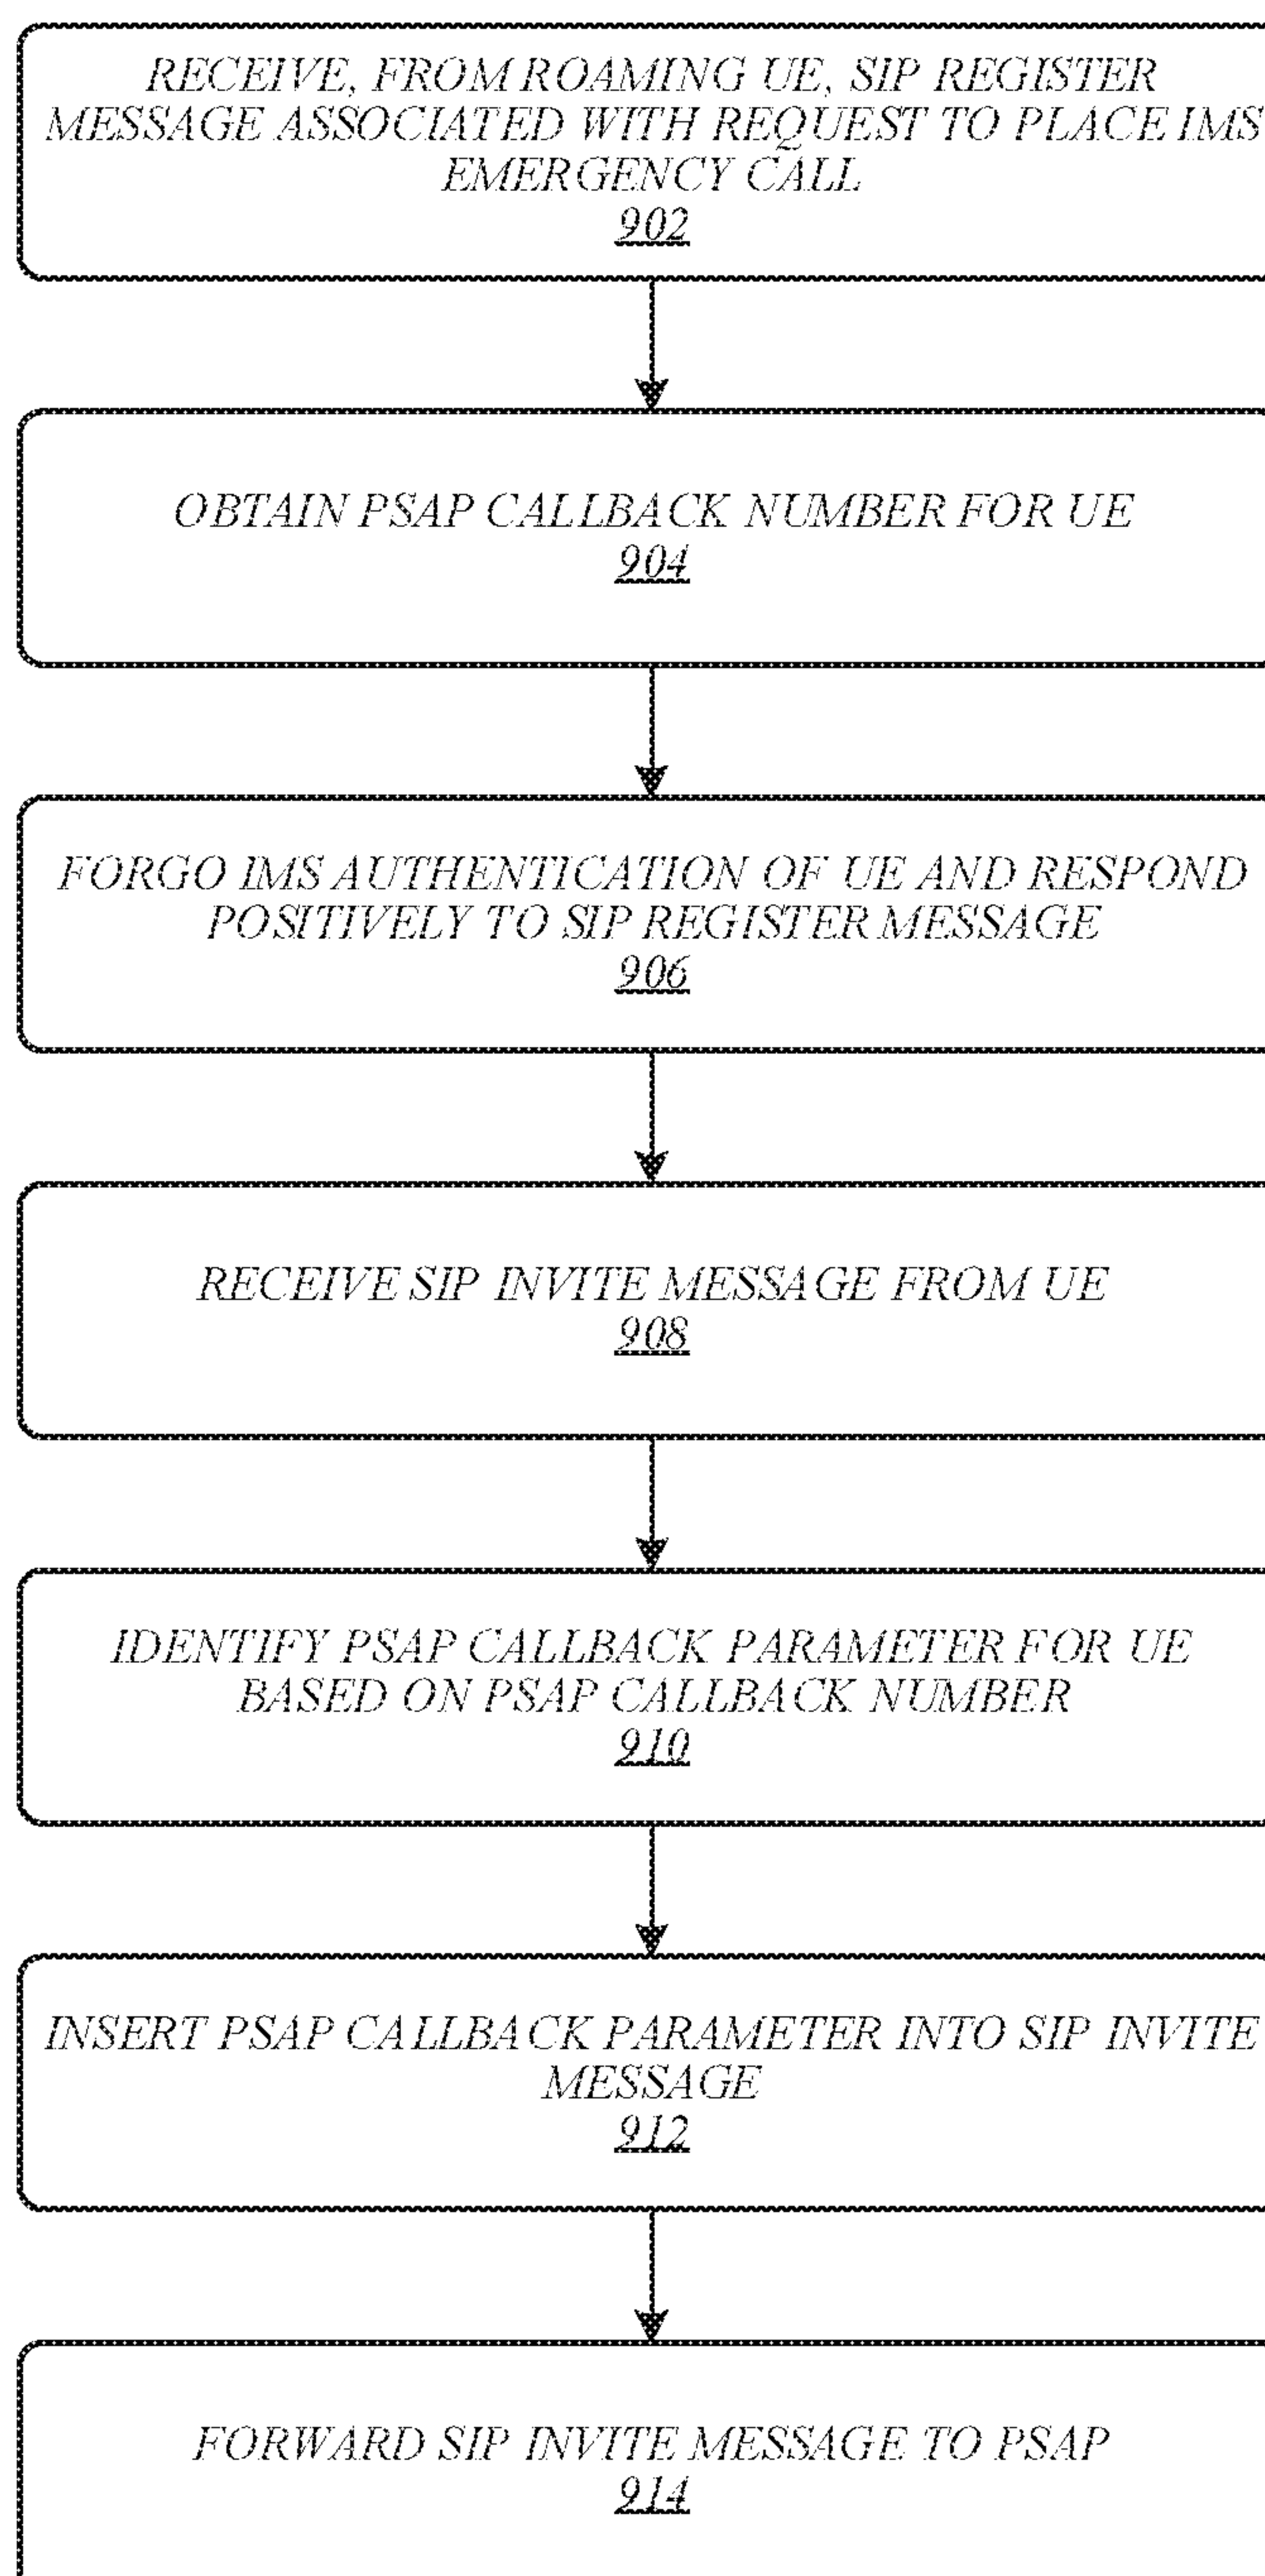 RECEIVE, FROM ROAMING UE, SIP REGISTER
MESSAGE ASSOCIATED WITH REQUEST TO PLACE IMS
EMERGENCY CALL
902
OBTAIN PSAP CALLBACK NUMBER FOR UE
904
FORGO IMS AUTHENTICATION OF UE AND RESPOND
POSITIVELY TO SIP REGISTER MESSAGE
906
RECEIVE SIP INVITE MESSAGE FROM UE
908
IDENTIFY PSAP CALLBACK PARAMETER FOR UE
BASED ON PSAP CALLBACK NUMBER
910
INSERT PSAP CALLBACK PARAMETER INTO SIP INVITE
MESSAGE
912
FORWARD SIP INVITE MESSAGE TO PSAP
914